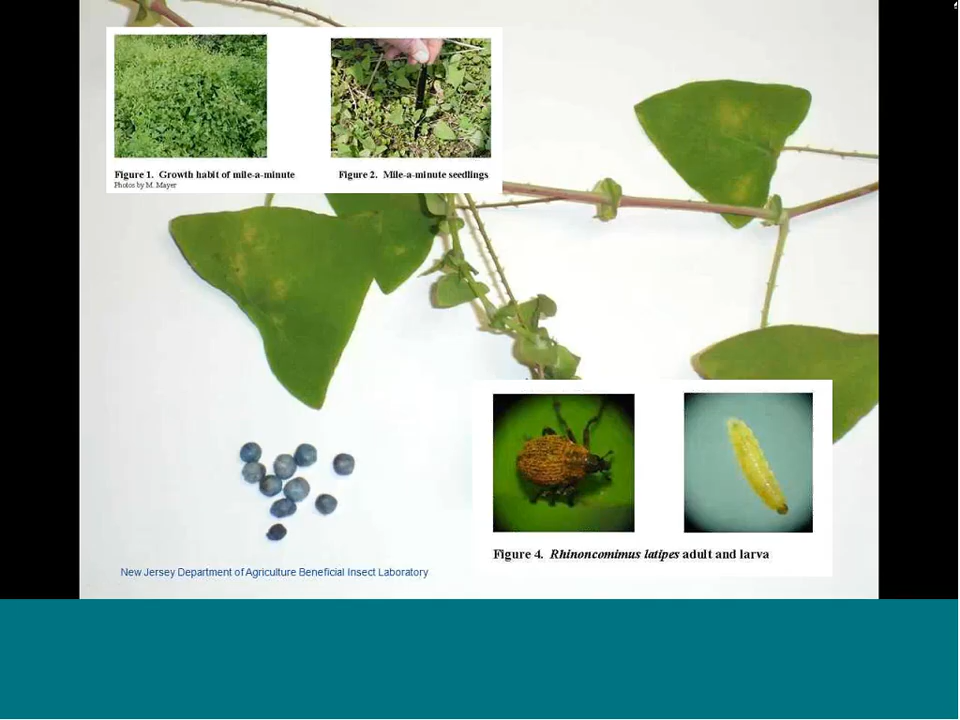 Figure 1. Growth habit of mile-a-minute
Photos by M. Mayer
Figure 2. Mile-a-minute seedlings
Figure 4. Rhinoncomimus latipes adult and larva
New Jersey Department of Agriculture Beneficial Insect Laboratory